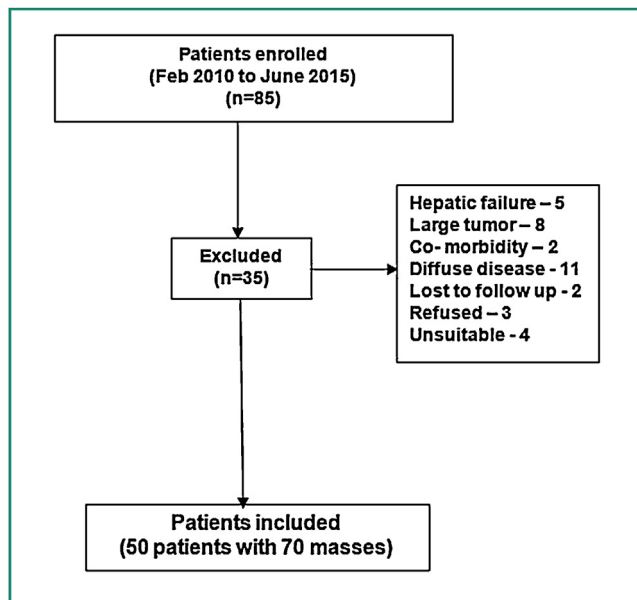 Patients enrolled
(Feb 2010 to June 2015)
(n=85)
Excluded
(n=35)
Hepatic failure – 5
Large tumor – 8
Co- morbidity – 2
Diffuse disease - 11
Lost to follow up - 2
Refused – 3
Unsuitable - 4
Patients included
(50 patients with 70 masses)